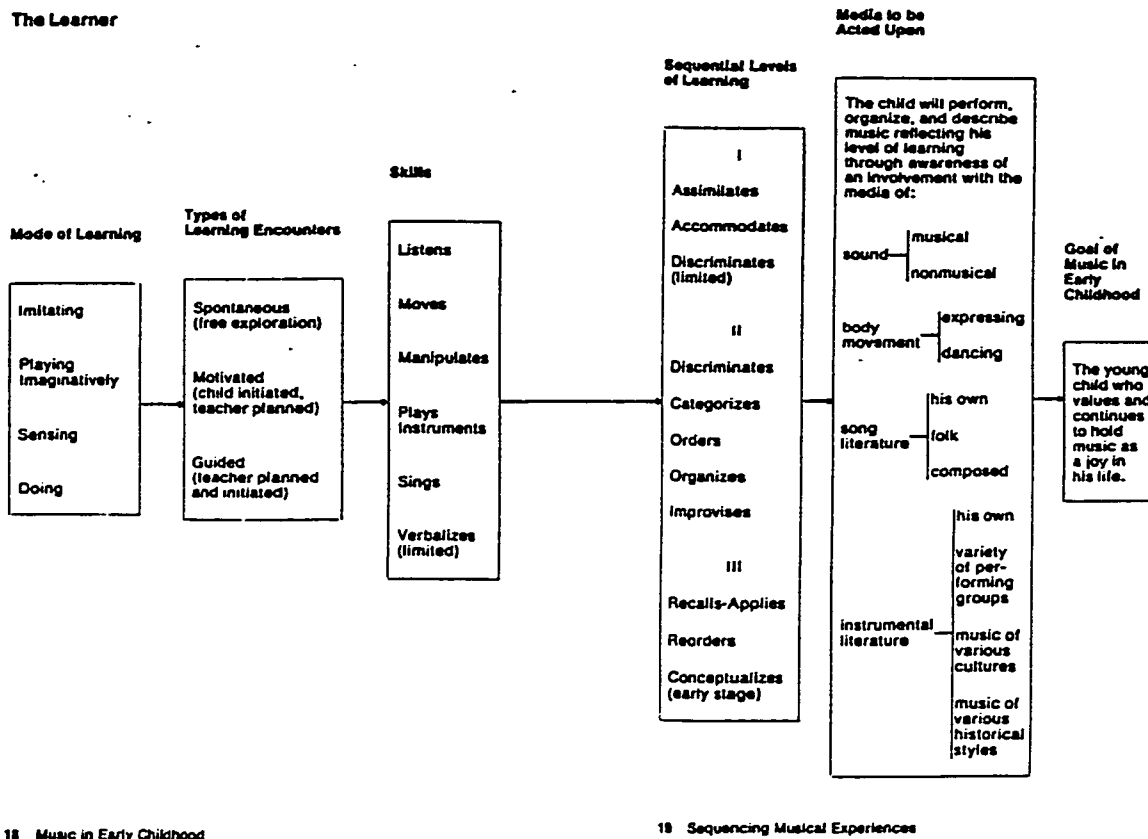 The Learner
Mode of Learning
Imitating
Playing
Imaginatively
Sensing
Doing
Types of
Learning Encounters
Spontaneous
(free exploration)
Motivated
(child initiated,
teacher planned)
Guided
(teacher planned
and initiated)
Skills
Listens
Moves
Manipulates
Plays
Instruments
Sings
Verbalizes
(limited)
Sequential Levels
of Learning
I
Assimilates
Accommodates
Discriminates
(limited)
II
Discriminates
Categorizes
Orders
Organizes
Improvises
III
Recalls-Applies
Reorders
Conceptualizes
(early stage)
Media to be
Acted Upon
The child will perform,
organize, and describe
music reflecting his
level of learning
through awareness of
an involvement with the
media of:
sound
musical
nonmusical
body
movement
expressing
dancing
song
literature
his own
folk
composed
instrumental
literature
his own
variety
of per-
forming
groups
music of
various
cultures
music of
various
historical
styles
Goal of
Music in
Early
Childhood
The young
child who
values and
continues
to hold
music as
a joy in
his life.
18 Music in Early Childhood
19 Sequencing Musical Experiences